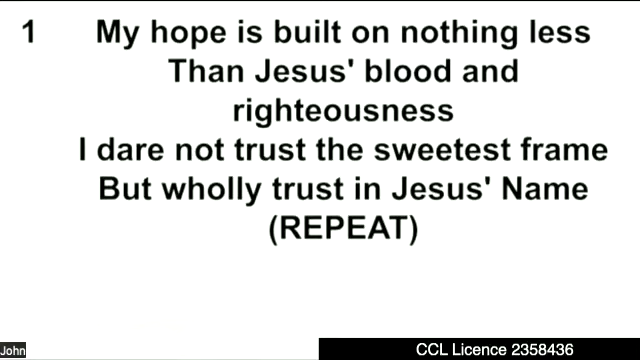 1 My hope is built on nothing less
Than Jesus' blood and
righteousness
I dare not trust the sweetest frame
But wholly trust in Jesus' Name
(REPEAT)
John
CCL Licence 2358436